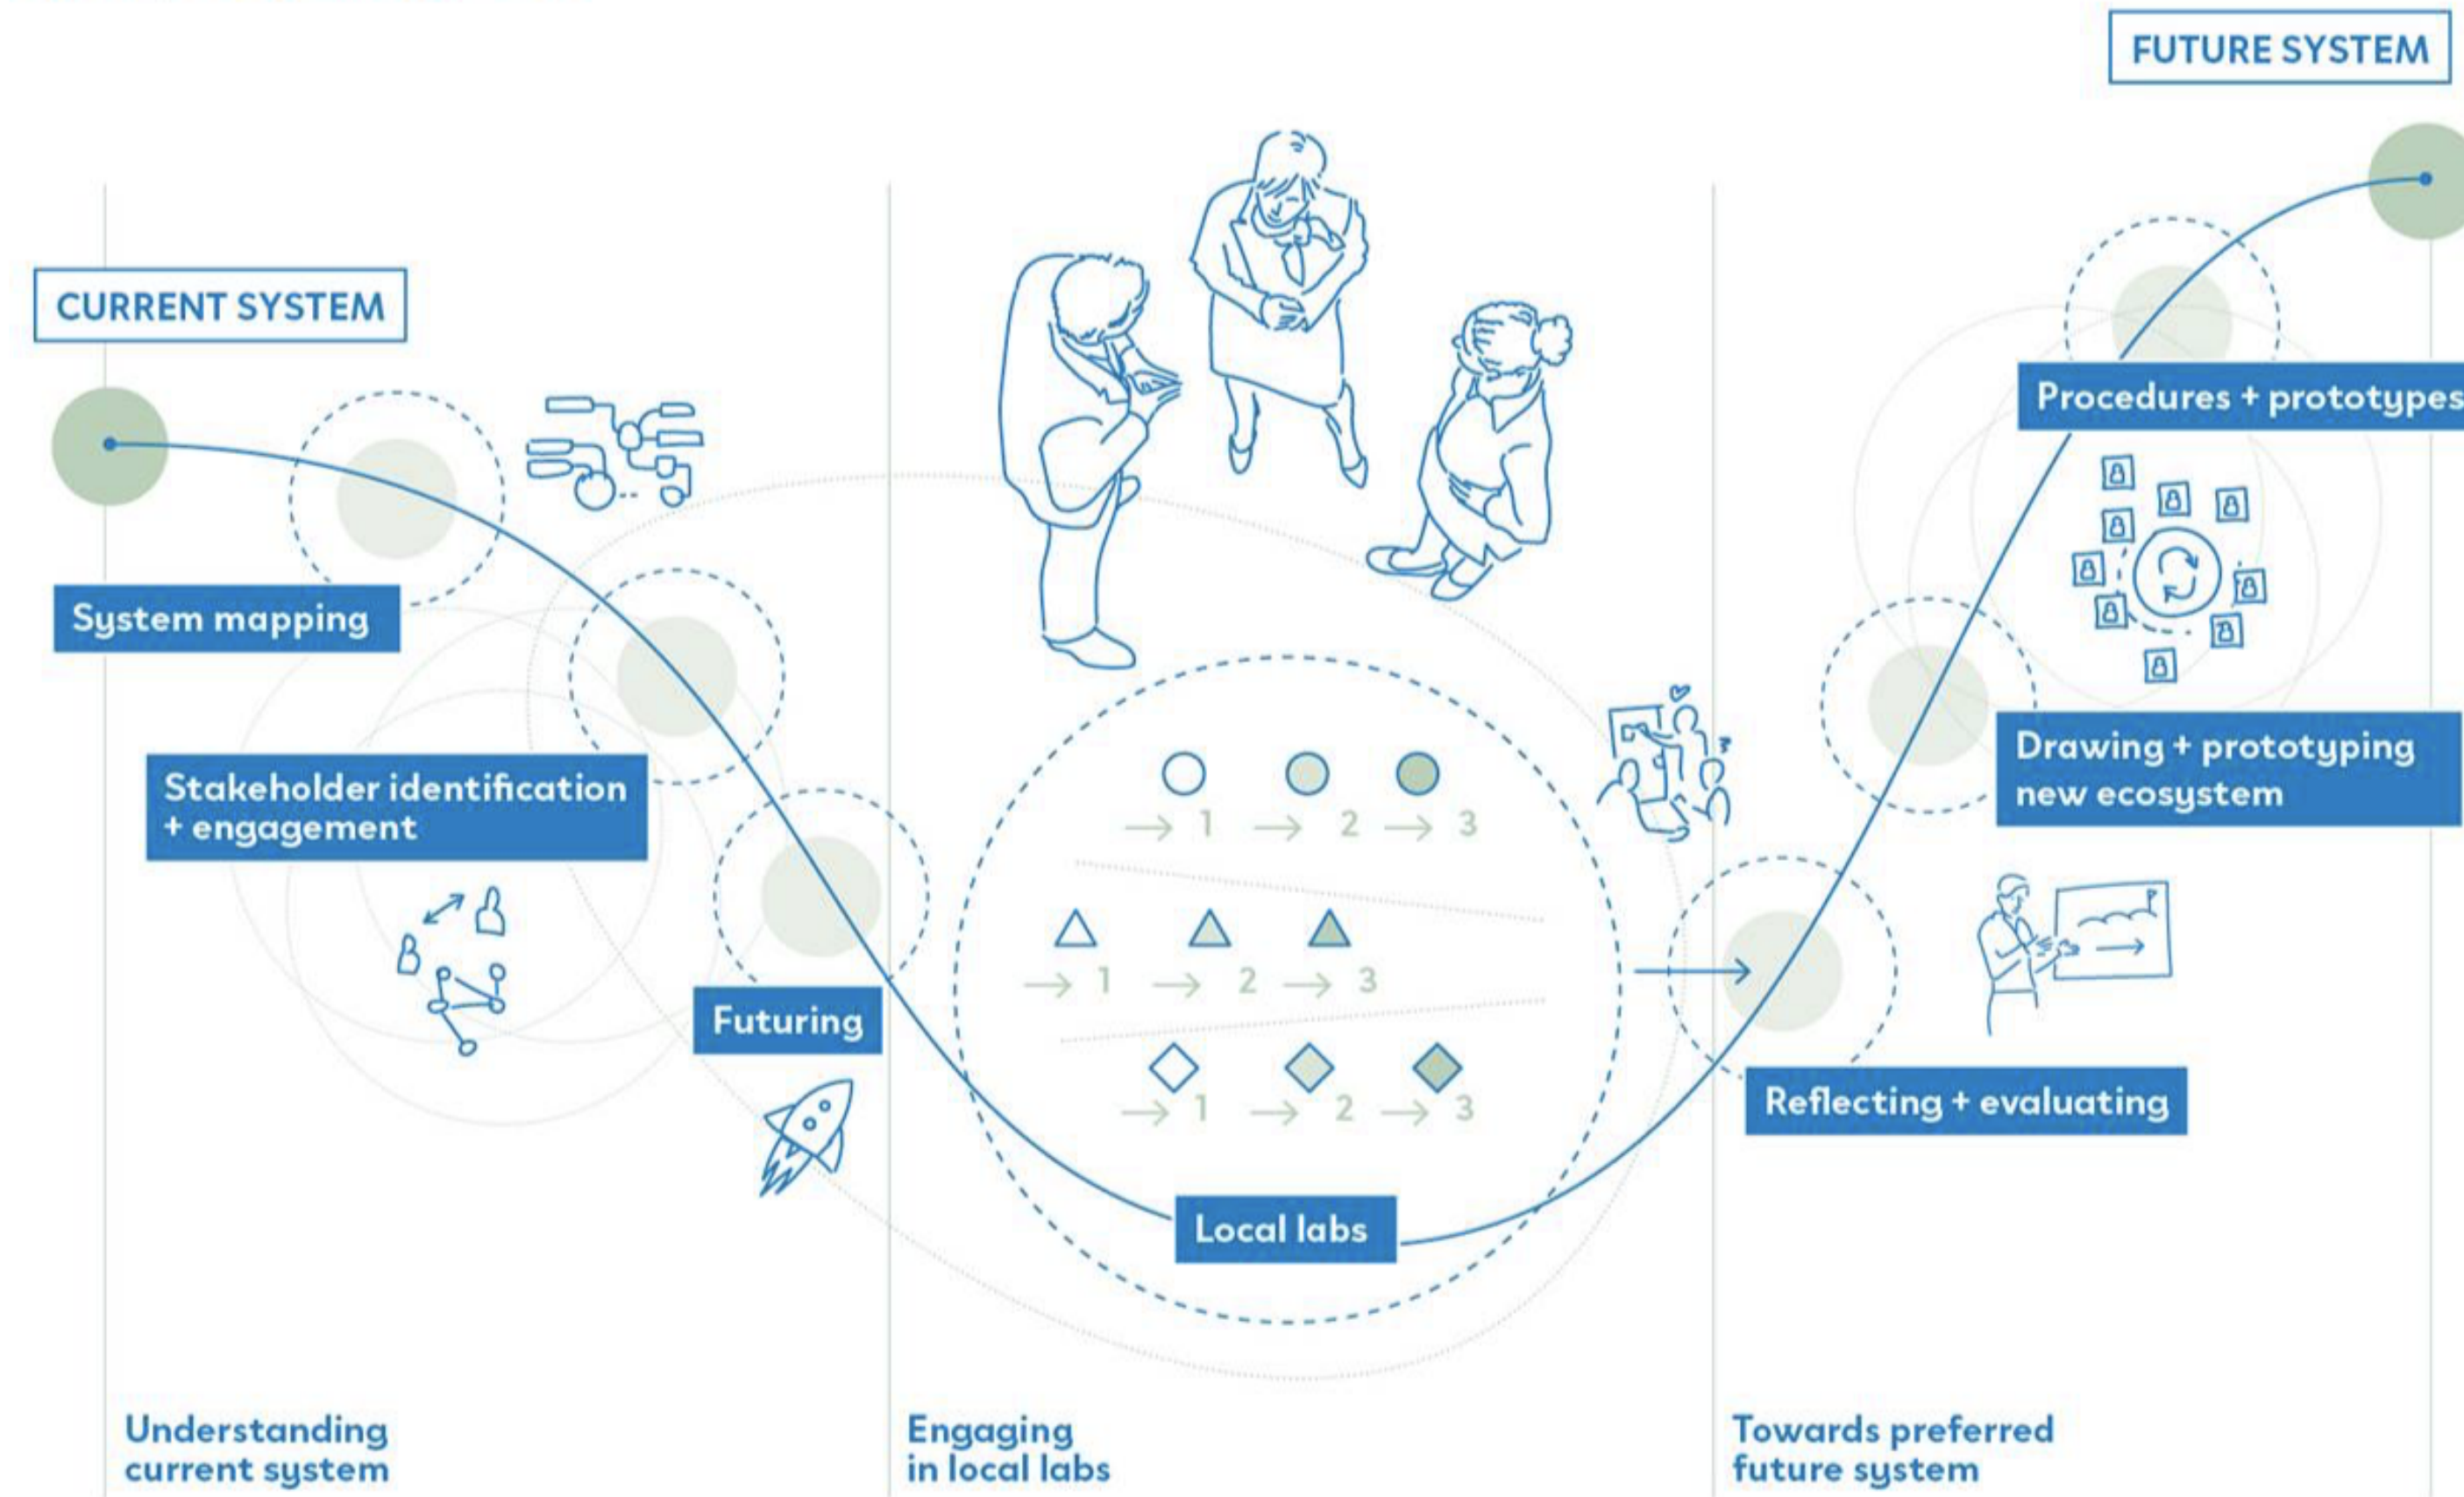 FUTURE SYSTEM
CURRENT SYSTEM
System mapping
Stakeholder identification
+ engagement
Futuring
→ 1 → 2 → 3
→ 1 → 2 → 3
→ 1 → 2 → 3
Local labs
Procedures + prototypes
Drawing + prototyping
new ecosystem
Reflecting + evaluating
Understanding
current system
Engaging
in local labs
Towards preferred
future system